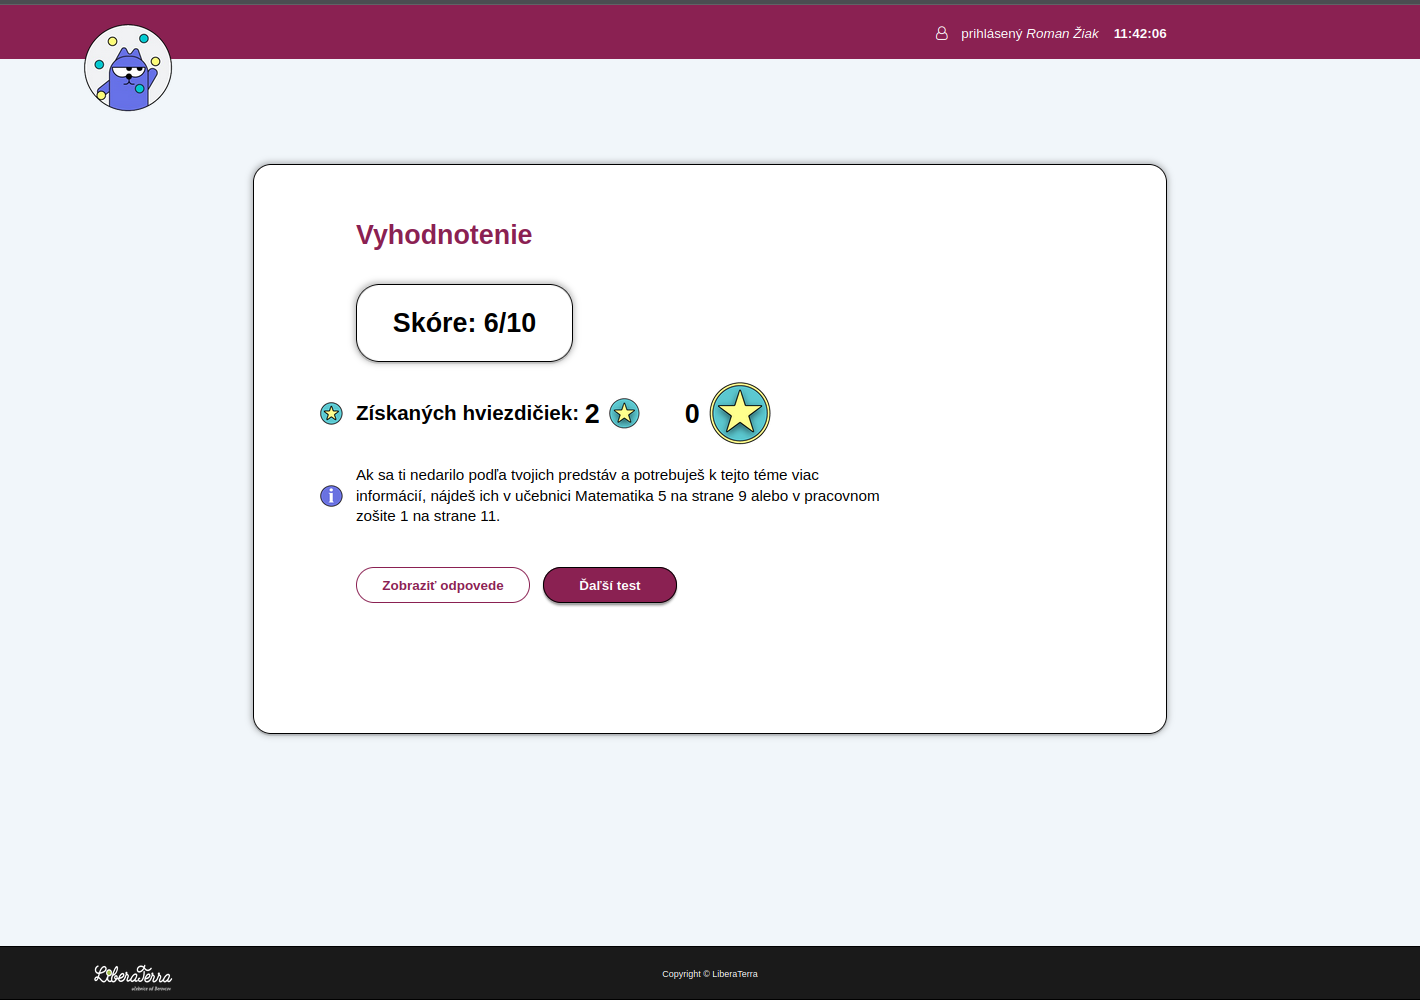 prihlásený Roman Žiak 11:42:06
Vyhodnotenie
Skóre: 6/10
Získaných hviezdičiek: 2 0
Ak sa ti nedarilo podľa tvojich predstáv a potrebuješ k tejto téme viac
informácií, nájdeš ich v učebnici Matematika 5 na strane 9 alebo v pracovnom
zošite 1 na strane 11.
Zobraziť odpovede Ďaľší test
LiberaTerra
Copyright © LiberaTerra